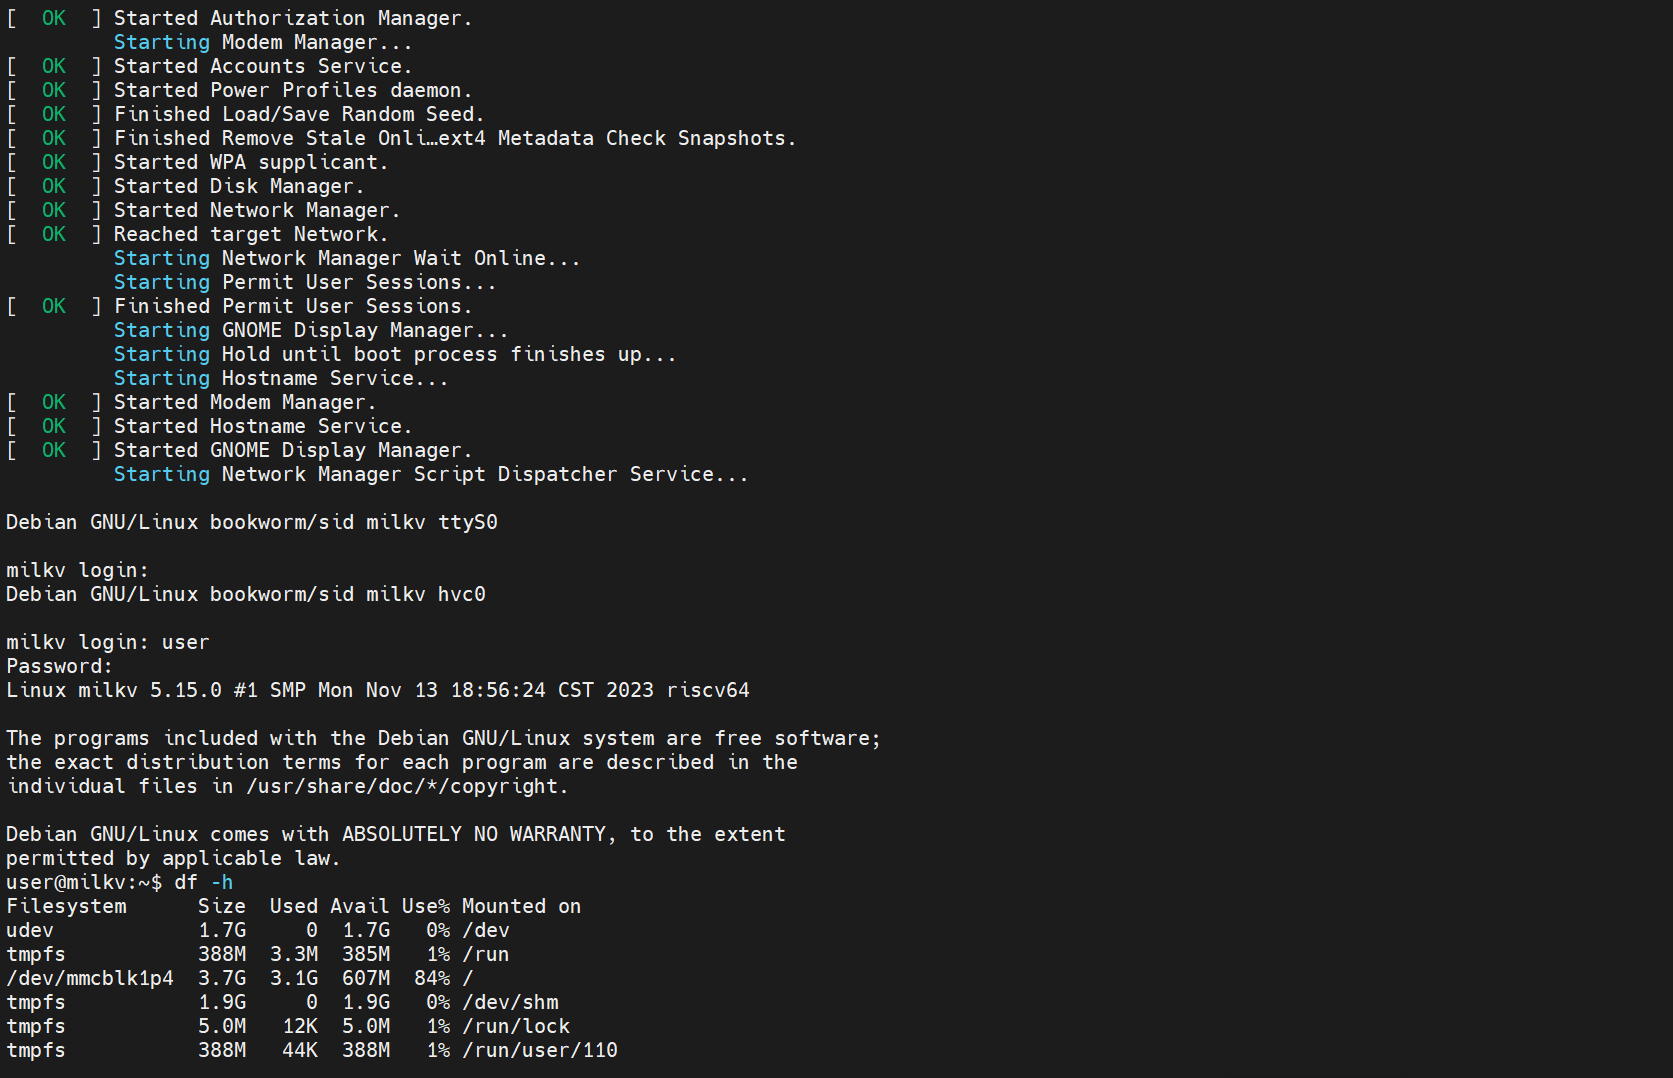 [  OK  ] Started Authorization Manager.
         Starting Modem Manager...
[  OK  ] Started Accounts Service.
[  OK  ] Started Power Profiles daemon.
[  OK  ] Finished Load/Save Random Seed.
[  OK  ] Finished Remove Stale Onli…ext4 Metadata Check Snapshots.
[  OK  ] Started WPA supplicant.
[  OK  ] Started Disk Manager.
[  OK  ] Started Network Manager.
[  OK  ] Reached target Network.
         Starting Network Manager Wait Online...
         Starting Permit User Sessions...
[  OK  ] Finished Permit User Sessions.
         Starting GNOME Display Manager...
         Starting Hold until boot process finishes up...
         Starting Hostname Service...
[  OK  ] Started Modem Manager.
[  OK  ] Started Hostname Service.
[  OK  ] Started GNOME Display Manager.
         Starting Network Manager Script Dispatcher Service...

Debian GNU/Linux bookworm/sid milkv ttyS0

milkv login:
Debian GNU/Linux bookworm/sid milkv hvc0

milkv login: user
Password:
Linux milkv 5.15.0 #1 SMP Mon Nov 13 18:56:24 CST 2023 riscv64

The programs included with the Debian GNU/Linux system are free software;
the exact distribution terms for each program are described in the
individual files in /usr/share/doc/*/copyright.

Debian GNU/Linux comes with ABSOLUTELY NO WARRANTY, to the extent
permitted by applicable law.
user@milkv:~$ df -h
Filesystem      Size  Used Avail Use% Mounted on
udev            1.7G     0  1.7G   0% /dev
tmpfs           388M  3.3M  385M   1% /run
/dev/mmcblk1p4  3.7G  3.1G  607M  84% /
tmpfs           1.9G     0  1.9G   0% /dev/shm
tmpfs           5.0M   12K  5.0M   1% /run/lock
tmpfs           388M   44K  388M   1% /run/user/110